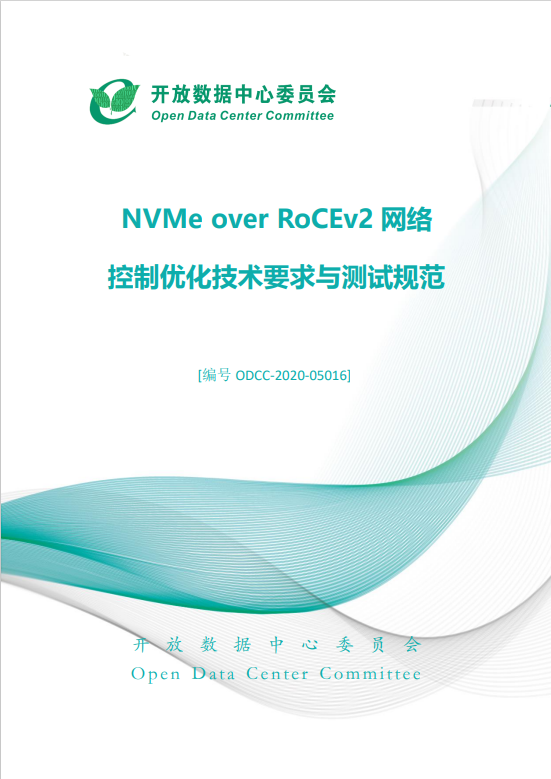 开放数据中心委员会
Open Data Center Committee
NVMe over RoCEv2 网络
控制优化技术要求与测试规范
[编号 ODCC-2020-05016]
开放数据中心委员会
Open Data Center Committee